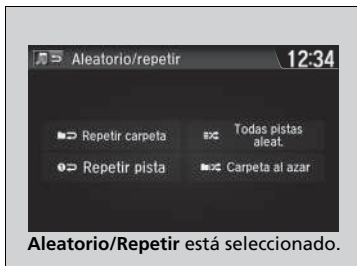 Aleatorio/repetir 12:34
Repetir carpeta
Todas pistas
aleat.
Repetir pista
Carpeta al azar
Aleatorio/Repetir está seleccionado.